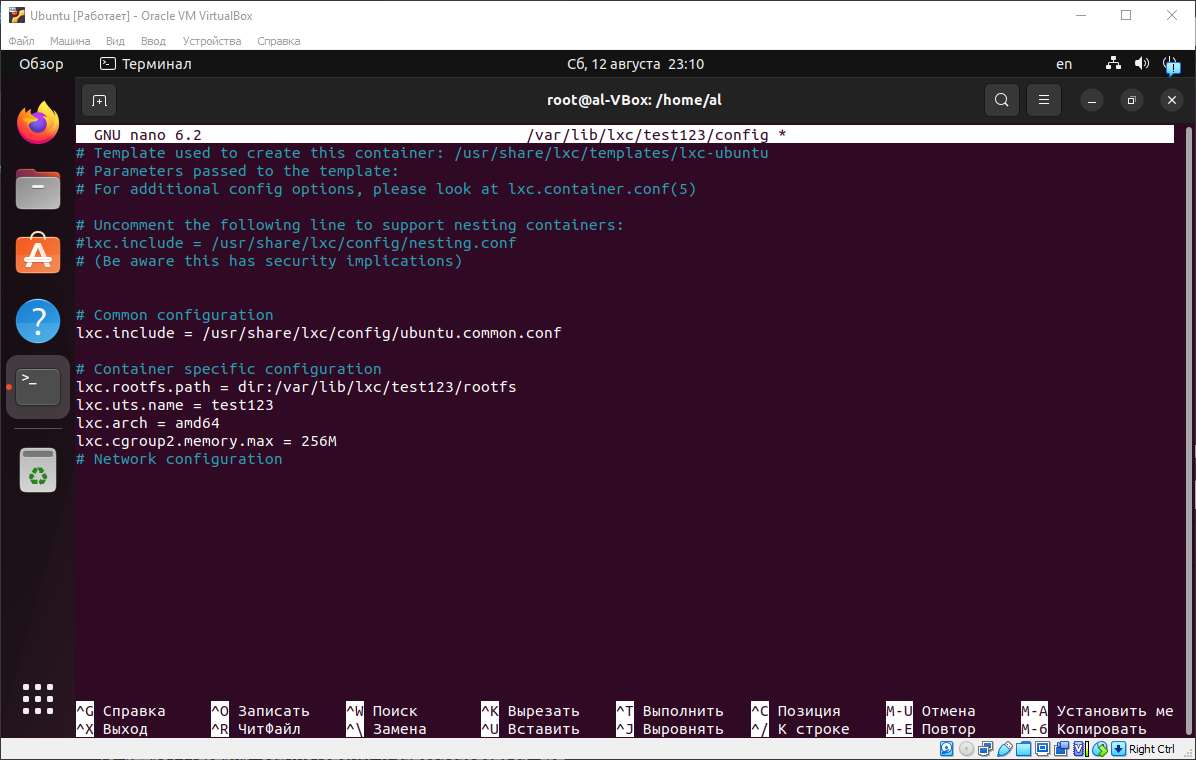 Ubuntu [Работает] - Oracle VM VirtualBox
Файл Машина Вид Ввод Устройства Справка
Обзор Терминал Сб, 12 августа 23:10 en
root@al-VBox: /home/al
GNU nano 6.2 /var/lib/lxc/test123/config *
# Template used to create this container: /usr/share/lxc/templates/lxc-ubuntu
# Parameters passed to the template:
# For additional config options, please look at lxc.container.conf(5)
# Uncomment the following line to support nesting containers:
#lxc.include = /usr/share/lxc/config/nesting.conf
# (Be aware this has security implications)
# Common configuration
lxc.include = /usr/share/lxc/config/ubuntu.common.conf
# Container specific configuration
lxc.rootfs.path = dir:/var/lib/lxc/test123/rootfs
lxc.uts.name = test123
lxc.arch = amd64
lxc.cgroup2.memory.max = 256M
# Network configuration
^G Справка ^O Записать ^W Поиск ^K Вырезать ^T Выполнить ^C Позиция M-U Отмена M-A Установить ме
^X Выход ^R ЧитФайл ^\ Замена ^U Вставить ^J Выровнять ^/ К строке M-E Повтор M-6 Копировать
Right Ctrl